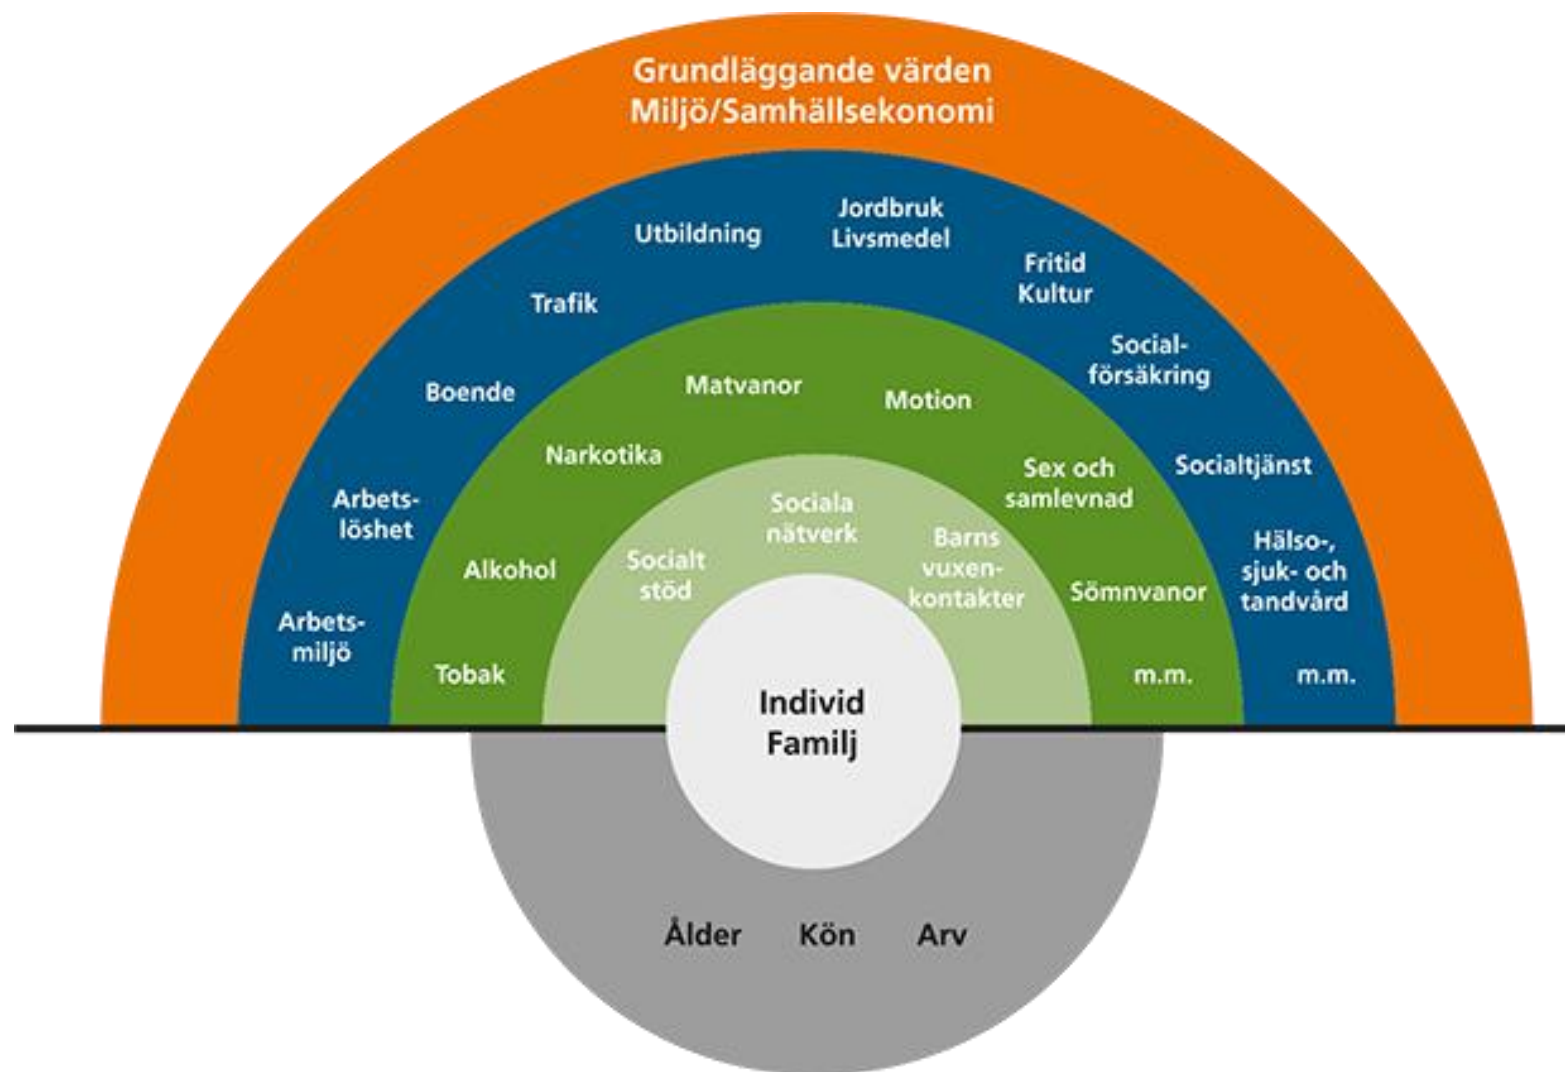 Grundläggande värden
Miljö/Samhällsekonomi
Arbets-
miljö
Arbets-
löshet
Boende
Trafik
Utbildning
Jordbruk
Livsmedel
Fritid
Kultur
Social-
försäkring
Socialtjänst
Hälso-,
sjuk- och
tandvård
m.m.
Tobak
Alkohol
Narkotika
Matvanor
Motion
Sex och
samlevnad
Sömnvanor
m.m.
Socialt
stöd
Sociala
nätverk
Barns
vuxen-
kontakter
Individ
Familj
Ålder Kön Arv